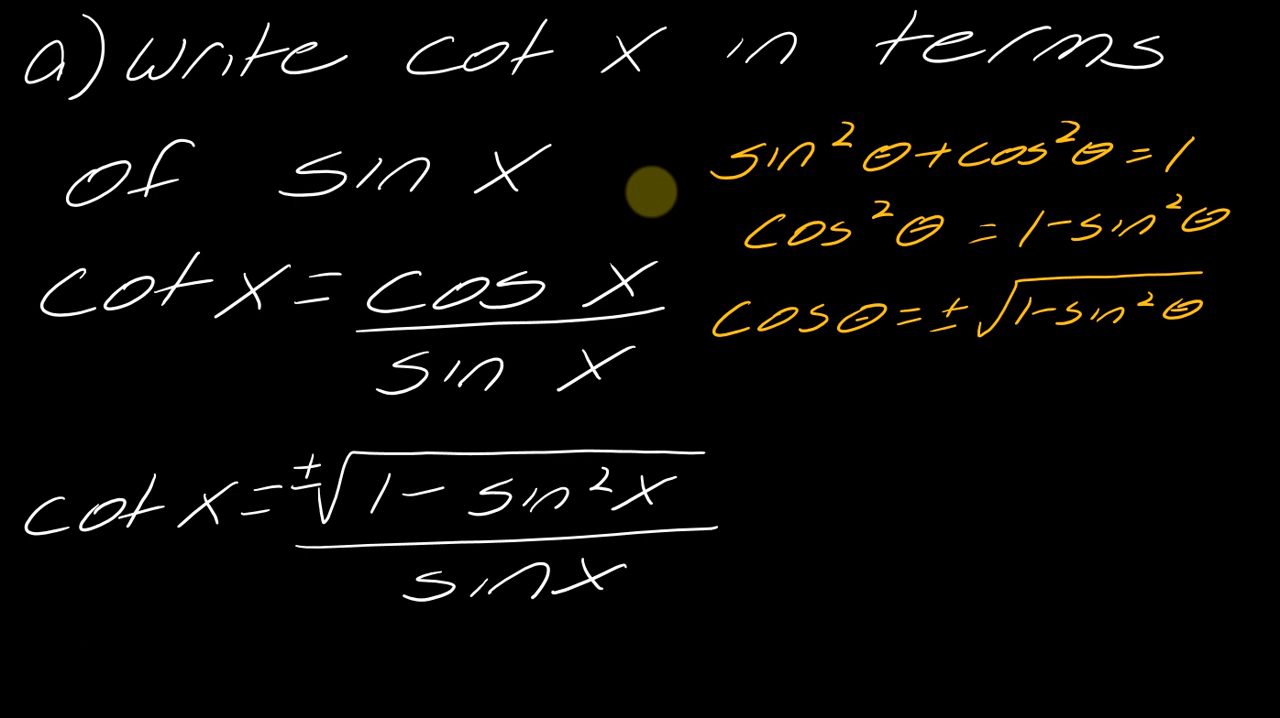 a) write cot x in terms
of sin x
sin²θ+cos²θ=1
cos²θ = 1-sin²θ
cosθ=±√1-sin²θ
cot x = cos x
sin x
cot x = ±√1-sin²x
sinx